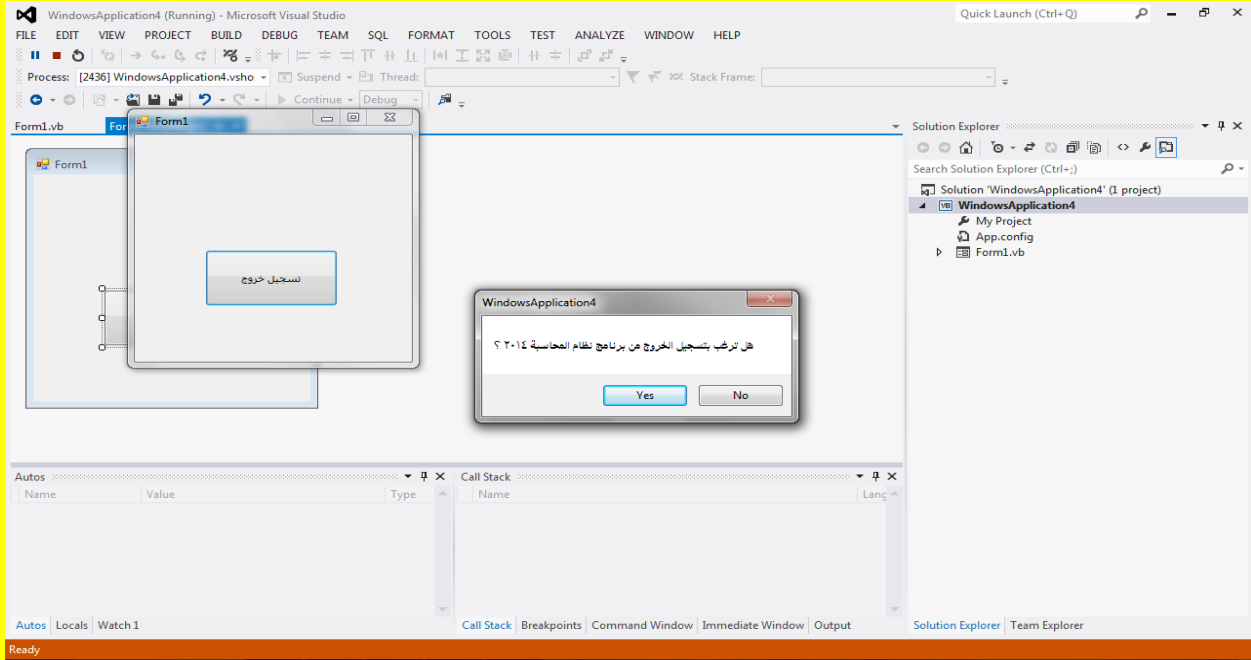 WindowsApplication4 (Running) - Microsoft Visual Studio
Quick Launch (Ctrl+Q)
FILE EDIT VIEW PROJECT BUILD DEBUG TEAM SQL FORMAT TOOLS TEST ANALYZE WINDOW HELP
Process: [2436] WindowsApplication4.vsho Suspend Thread: Stack Frame:
Continue Debug
Form1.vb
For
Form1
Form1
تسجيل خروج
WindowsApplication4
هل ترغب بتسجيل الخروج من برنامج نظام المحاسبة ٢٠١٤ ؟
Yes No
Solution Explorer
Search Solution Explorer (Ctrl+;)
Solution 'WindowsApplication4' (1 project)
VB WindowsApplication4
My Project
App.config
Form1.vb
Autos
Name Value Type
Call Stack
Name Lang
Autos Locals Watch 1
Call Stack Breakpoints Command Window Immediate Window Output
Solution Explorer Team Explorer
Ready